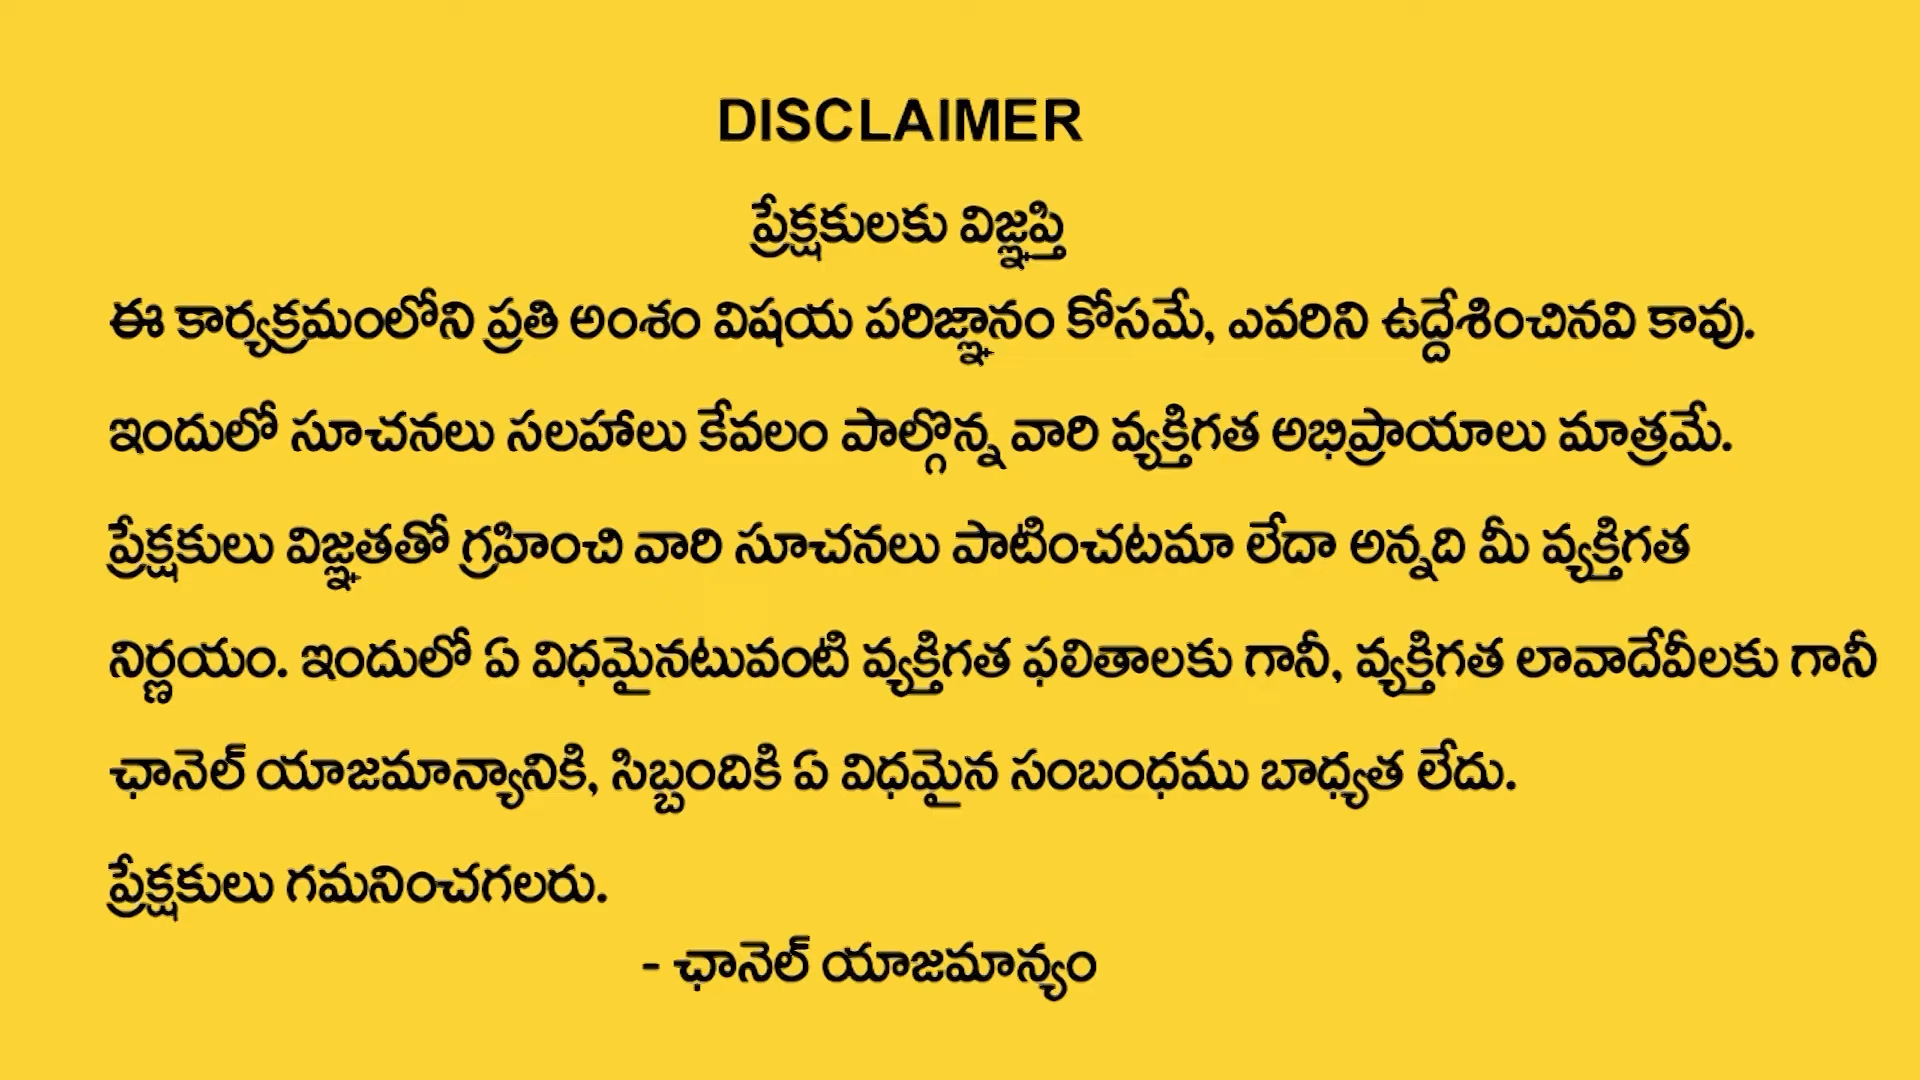 DISCLAIMER
ప్రేక్షకులకు విజ్ఞప్తి
ఈ కార్యక్రమంలోని ప్రతి అంశం విషయ పరిజ్ఞానం కోసమే, ఎవరిని ఉద్దేశించినవి కావు.
ఇందులో సూచనలు సలహాలు కేవలం పాల్గొన్న వారి వ్యక్తిగత అభిప్రాయాలు మాత్రమే.
ప్రేక్షకులు విజ్ఞతతో గ్రహించి వారి సూచనలు పాటించటమా లేదా అన్నది మీ వ్యక్తిగత
నిర్ణయం. ఇందులో ఏ విధమైనటువంటి వ్యక్తిగత ఫలితాలకు గానీ, వ్యక్తిగత లావాదేవీలకు గానీ
ఛానెల్ యాజమాన్యానికి, సిబ్బందికి ఏ విధమైన సంబంధము బాధ్యత లేదు.
ప్రేక్షకులు గమనించగలరు.
- ఛానెల్ యాజమాన్యం